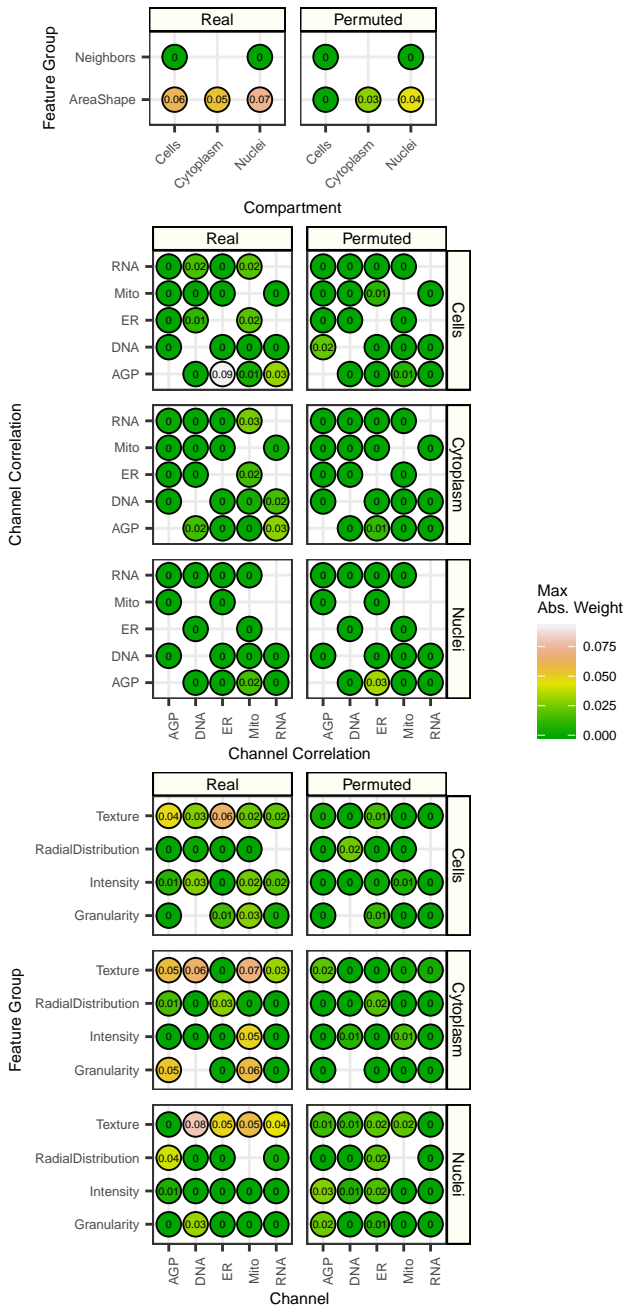 Real Permuted
Feature Group
Neighbors 0 0 0 0
AreaShape 0.06 0.05 0.07 0 0.03 0.04
Cells Cytoplasm Nuclei Cells Cytoplasm Nuclei
Compartment
Real Permuted
Channel Correlation
RNA 0 0.02 0 0.02 0 0 0 0
Mito 0 0 0 0 0 0 0.01 0
ER 0 0.01 0.02 0 0 0
DNA 0 0 0 0 0.02 0 0 0
AGP 0 0.09 0.01 0.03 0 0 0.01 0
Cells
RNA 0 0 0 0.03 0 0 0 0
Mito 0 0 0 0 0 0 0 0
ER 0 0 0.02 0 0 0
DNA 0 0 0 0.02 0 0 0 0
AGP 0.02 0 0 0.03 0 0.01 0 0
Cytoplasm
RNA 0 0 0 0 0 0 0 0
Mito 0 0 0 0
ER 0 0 0 0
DNA 0 0 0 0 0 0 0 0
AGP 0 0 0.02 0 0 0.03 0 0
Nuclei
AGP DNA ER Mito RNA AGP DNA ER Mito RNA
Channel Correlation
Max
Abs. Weight
0.075
0.050
0.025
0.000
Real Permuted
Feature Group
Texture 0.04 0.03 0.06 0.02 0.02 0 0 0.01 0 0
RadialDistribution 0 0 0 0 0 0.02 0 0
Intensity 0.01 0.03 0 0.02 0.02 0 0 0 0.01 0
Granularity 0 0.01 0.03 0 0 0.01 0 0
Cells
Texture 0.05 0.06 0 0.07 0.03 0.02 0 0 0 0
RadialDistribution 0.01 0 0.03 0 0 0 0 0.02 0 0
Intensity 0 0 0 0.05 0 0 0.01 0 0.01 0
Granularity 0.05 0 0.06 0 0 0 0 0
Cytoplasm
Texture 0 0.08 0.05 0.05 0.04 0.01 0.01 0.02 0.02 0
RadialDistribution 0.04 0 0 0 0 0 0.02 0
Intensity 0.01 0 0 0 0 0.03 0.01 0.02 0 0
Granularity 0 0.03 0 0 0 0.02 0 0.01 0 0
Nuclei
AGP DNA ER Mito RNA AGP DNA ER Mito RNA
Channel